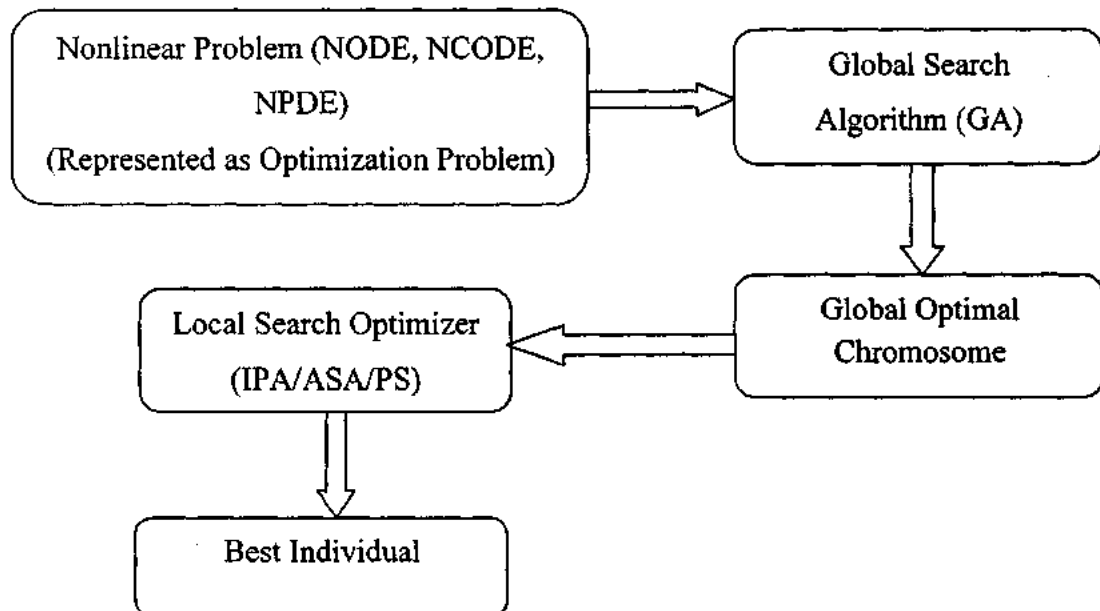 Nonlinear Problem (NODE, NCODE,
NPDE)
(Represented as Optimization Problem)
Global Search
Algorithm (GA)
Global Optimal
Chromosome
Local Search Optimizer
(IPA/ASA/PS)
Best Individual